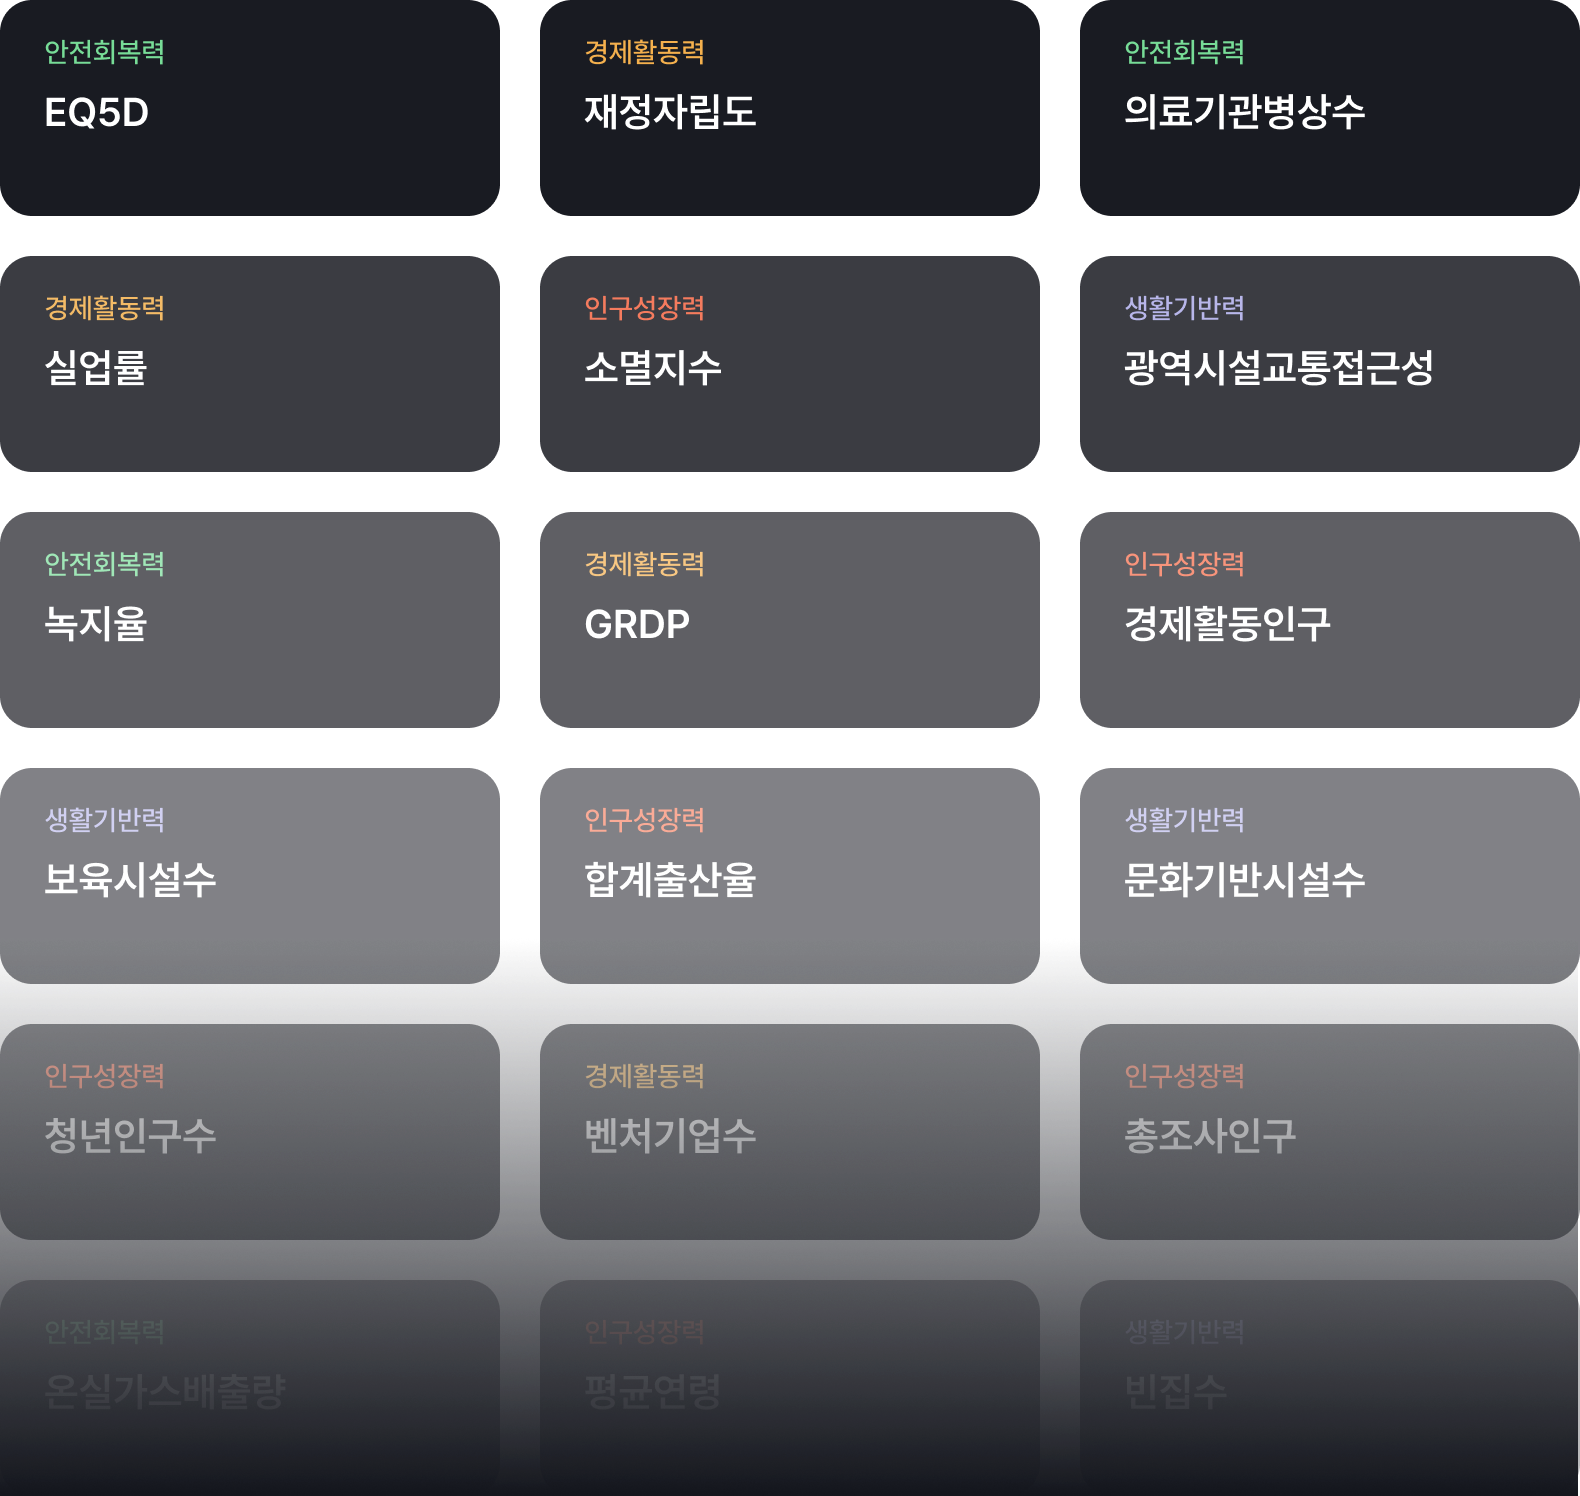 안전회복력
EQ5D
경제활동력
재정자립도
안전회복력
의료기관병상수
경제활동력
실업률
인구성장력
소멸지수
생활기반력
광역시설교통접근성
안전회복력
녹지율
경제활동력
GRDP
인구성장력
경제활동인구
생활기반력
보육시설수
인구성장력
합계출산율
생활기반력
문화기반시설수
인구성장력
청년인구수
경제활동력
벤처기업수
인구성장력
총조사인구
안전회복력
온실가스배출량
인구성장력
평균연령
생활기반력
빈집수